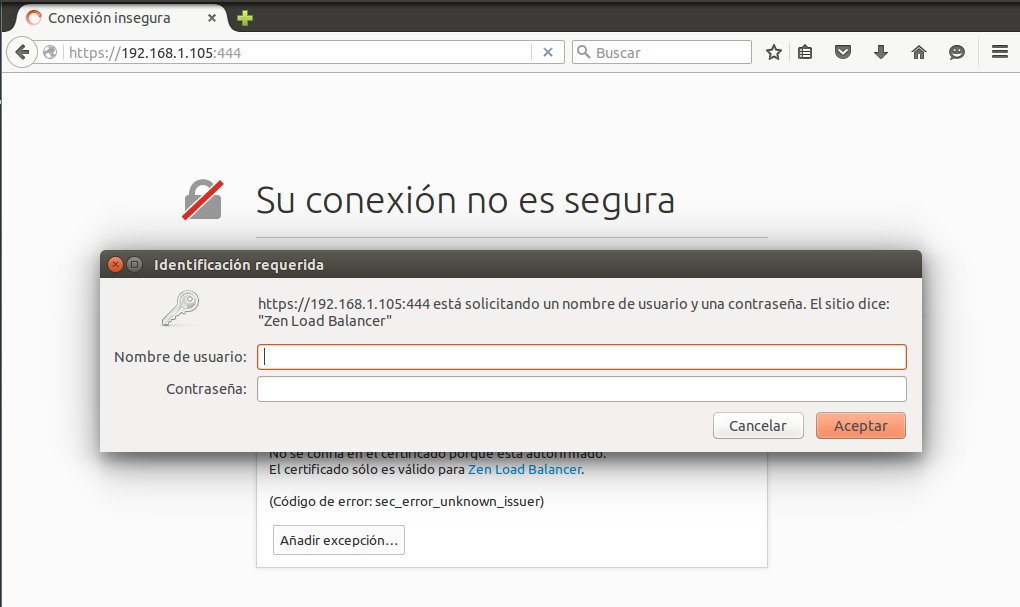 Conexión insegura
https://192.168.1.105:444
Buscar
Su conexión no es segura
Identificación requerida
https://192.168.1.105:444 está solicitando un nombre de usuario y una contraseña. El sitio dice:
"Zen Load Balancer"
Nombre de usuario:
Contraseña:
Cancelar
Aceptar
No se confía en el certificado porque está autofirmado.
El certificado sólo es válido para Zen Load Balancer.
(Código de error: sec_error_unknown_issuer)
Añadir excepción...